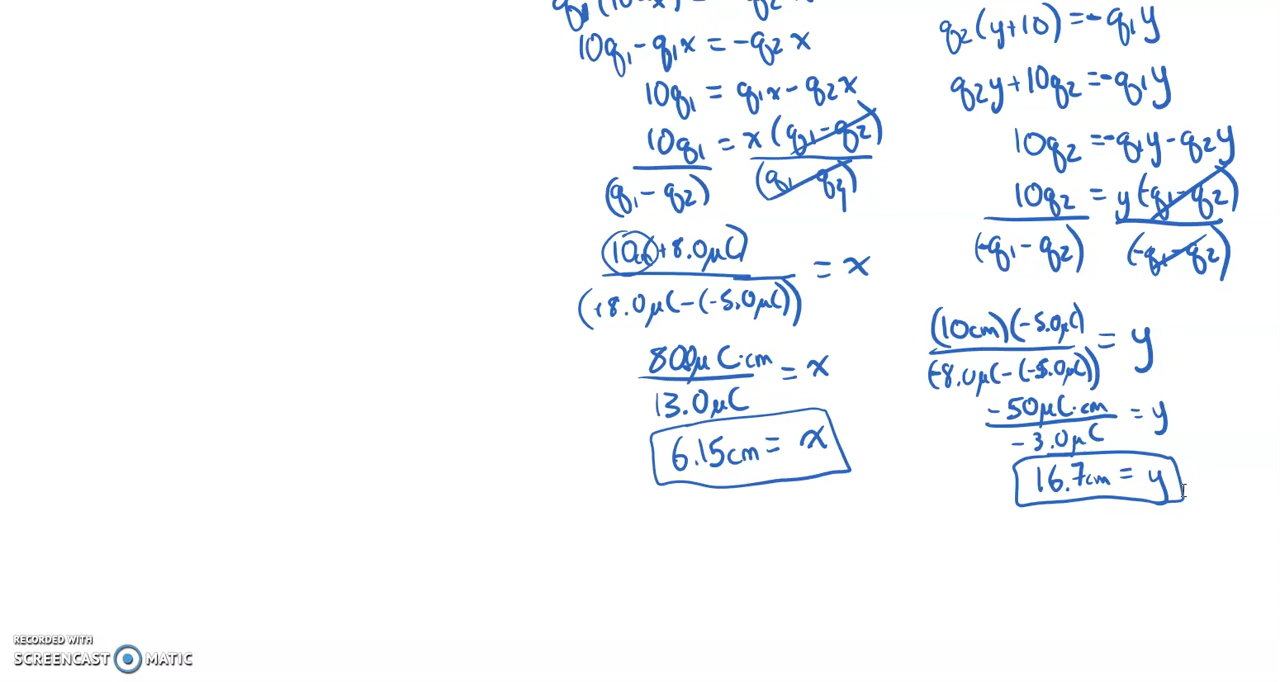 10q₁ - q₁x = -q₂x
10q₁ = q₁x - q₂x
10q₁ = x(q₁ - q₂)
(q₁ - q₂) (q₁ - q₂)
+8.0μC) = x
(+8.0μC - (-5.0μC))
μC·cm = x
13.0μC
6.15cm = x
q₂(y+10) = -q₁y
q₂y + 10q₂ = -q₁y
10q₂ = -q₁y - q₂y
10q₂ = y(-q₁ - q₂)
(-q₁ - q₂) (-q₁ - q₂)
(10cm)(-5.0μC) = y
(-8.0μC - (-5.0μC))
-50μC·cm = y
-3.0μC
16.7cm = y
RECORDED WITH
SCREENCAST MATIC